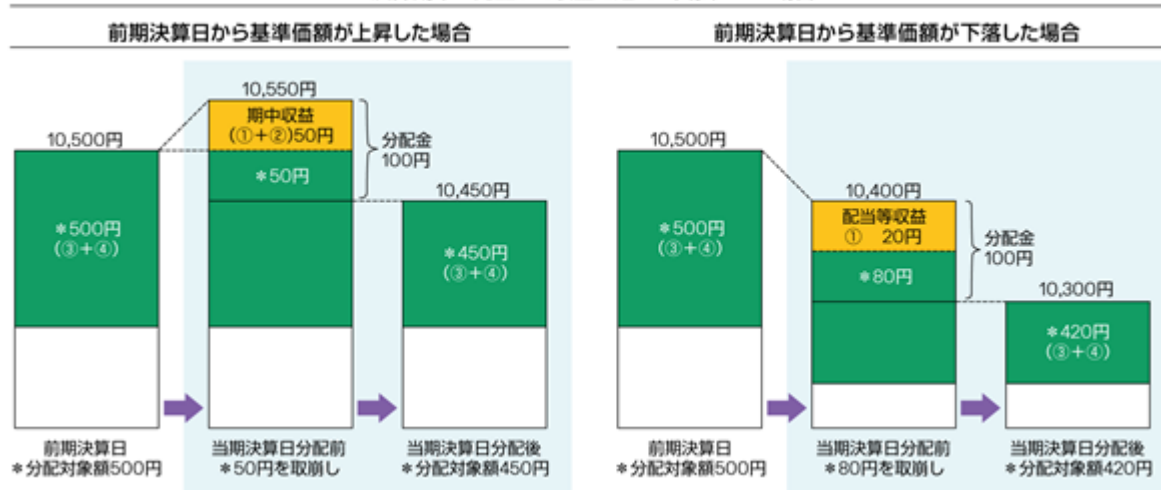 前期決算日から基準価額が上昇した場合
10,500円
*500円
(③+④)
前期決算日
*分配対象額500円
10,550円
期中収益
(①+②)50円
*50円
分配金
100円
当期決算日分配前
*50円を取崩し
10,450円
*450円
(③+④)
当期決算日分配後
*分配対象額450円
前期決算日から基準価額が下落した場合
10,500円
*500円
(③+④)
前期決算日
*分配対象額500円
10,400円
配当等収益
① 20円
*80円
分配金
100円
当期決算日分配前
*80円を取崩し
10,300円
*420円
(③+④)
当期決算日分配後
*分配対象額420円